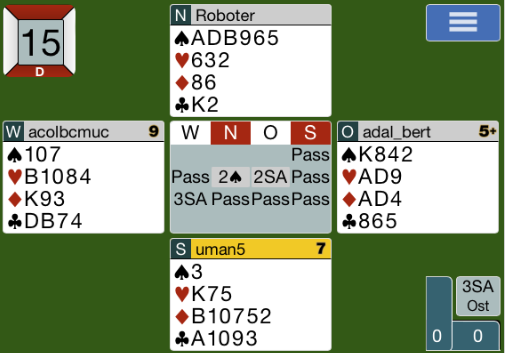 15
D
N Roboter
♠ADB965
♥632
♦86
♣K2
W acolbcmuc 9
♠107
♥B1084
♦K93
♣DB74
W N O S
Pass
Pass 2♠ 2SA Pass
3SA Pass Pass Pass
O adal_bert 5+
♠K842
♥AD9
♦AD4
♣865
S uman5 7
♠3
♥K75
♦B10752
♣A1093
3SA
Ost
0 0